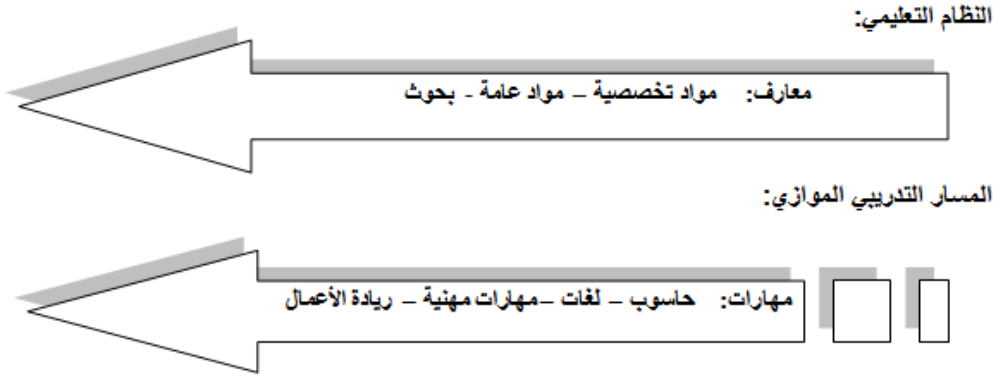 النظام التعليمي:
معارف: مواد تخصصية – مواد عامة - بحوث
المسار التدريبي الموازي:
مهارات: حاسوب – لغات –مهارات مهنية – ريادة الأعمال